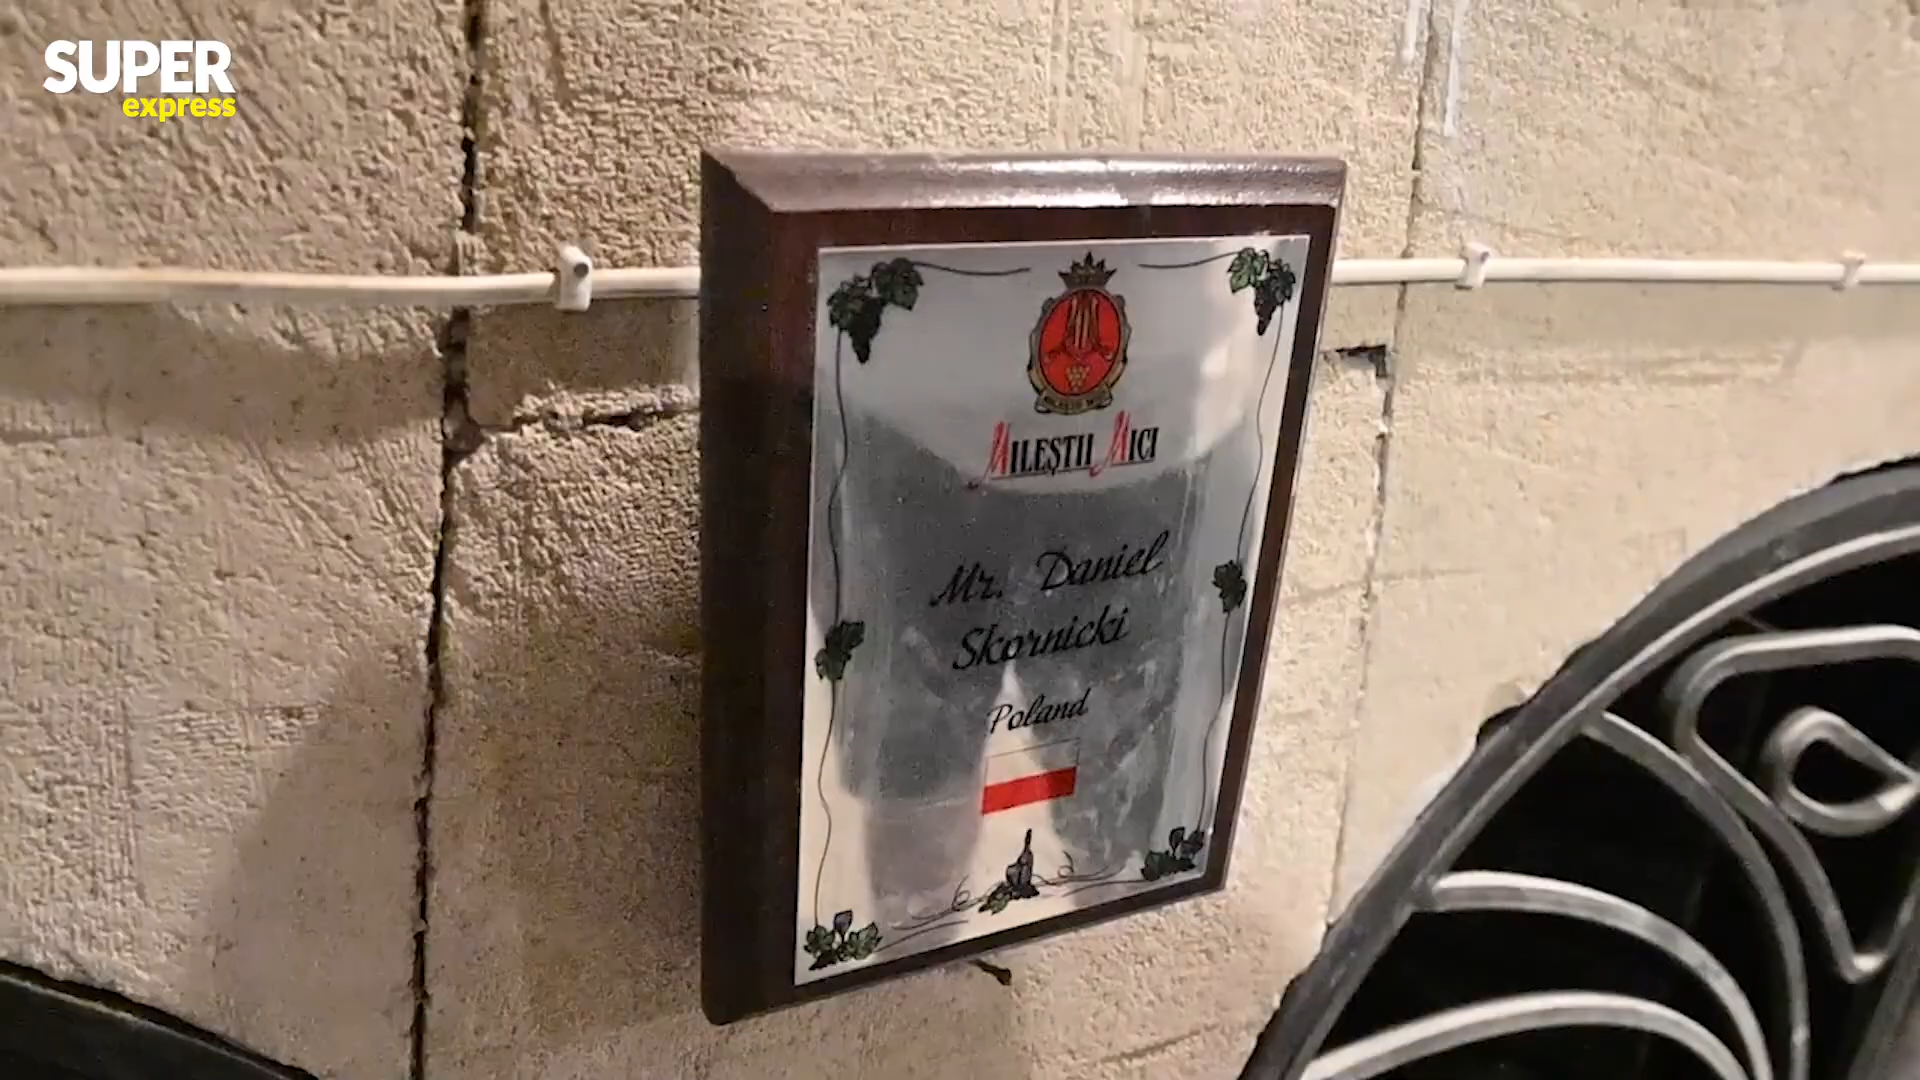 SUPER
express
MILEȘTII MICI
Mr. Daniel
Skornicki
Poland